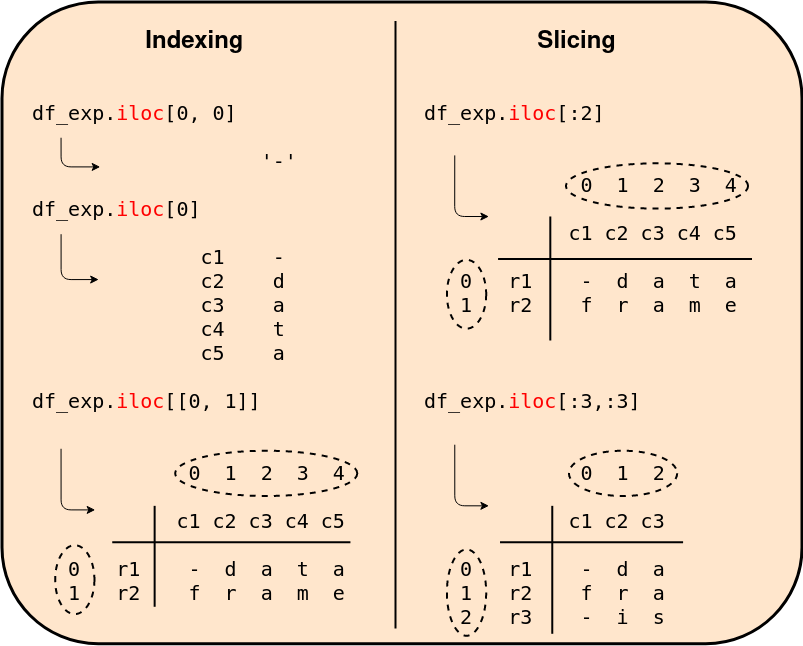 Indexing
df_exp.iloc[0, 0]
'-'
df_exp.iloc[0]
c1 -
c2 d
c3 a
c4 t
c5 a
df_exp.iloc[[0, 1]]
0 1 2 3 4
c1 c2 c3 c4 c5
0 r1 - d a t a
1 r2 f r a m e
Slicing
df_exp.iloc[:2]
0 1 2 3 4
c1 c2 c3 c4 c5
0 r1 - d a t a
1 r2 f r a m e
df_exp.iloc[:3,:3]
0 1 2
c1 c2 c3
0 r1 - d a
1 r2 f r a
2 r3 - i s